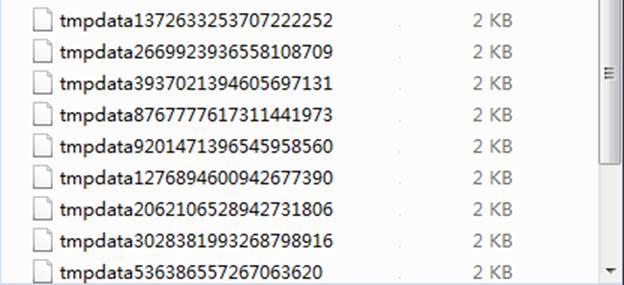 tmpdata1372633253707222252 2 KB
tmpdata2669923936558108709 2 KB
tmpdata3937021394605697131 2 KB
tmpdata8767777617311441973 2 KB
tmpdata9201471396545958560 2 KB
tmpdata1276894600942677390 2 KB
tmpdata2062106528942731806 2 KB
tmpdata3028381993268798916 2 KB
tmpdata536386557267063620 2 KB